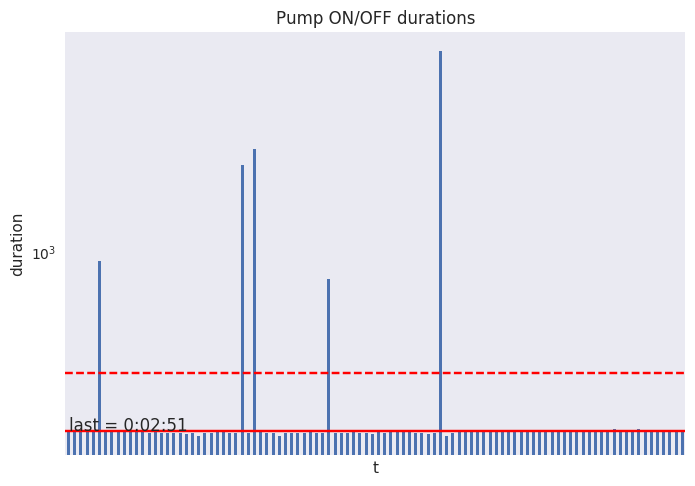 Pump ON/OFF durations
duration
10³
last = 0:02:51
t